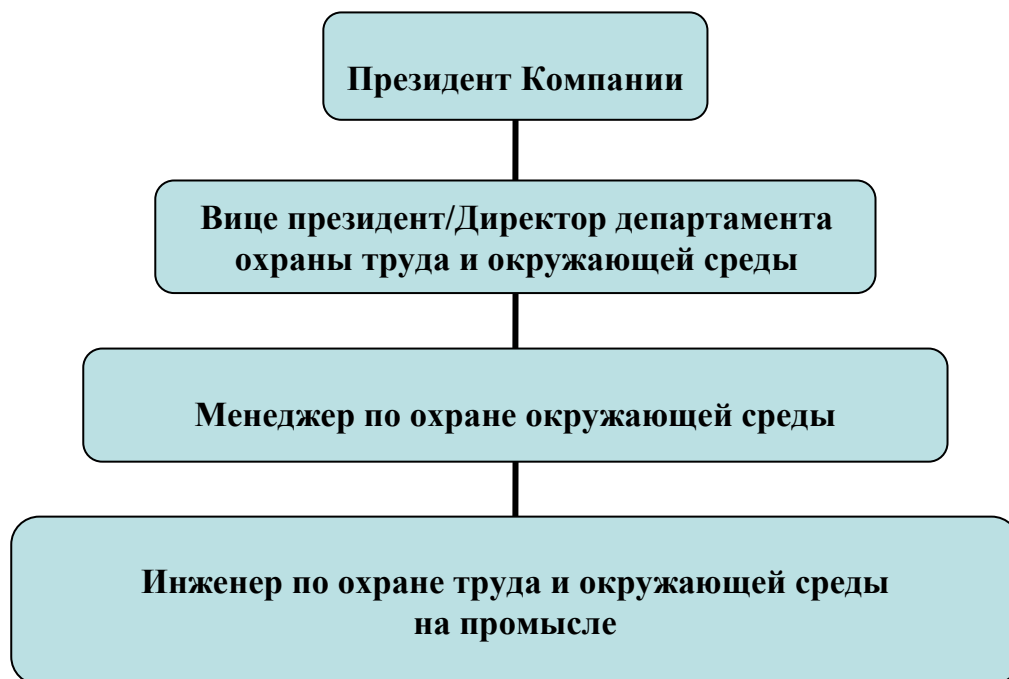 Президент Компании
Вице президент/Директор департамента
охраны труда и окружающей среды
Менеджер по охране окружающей среды
Инженер по охране труда и окружающей среды
на промысле